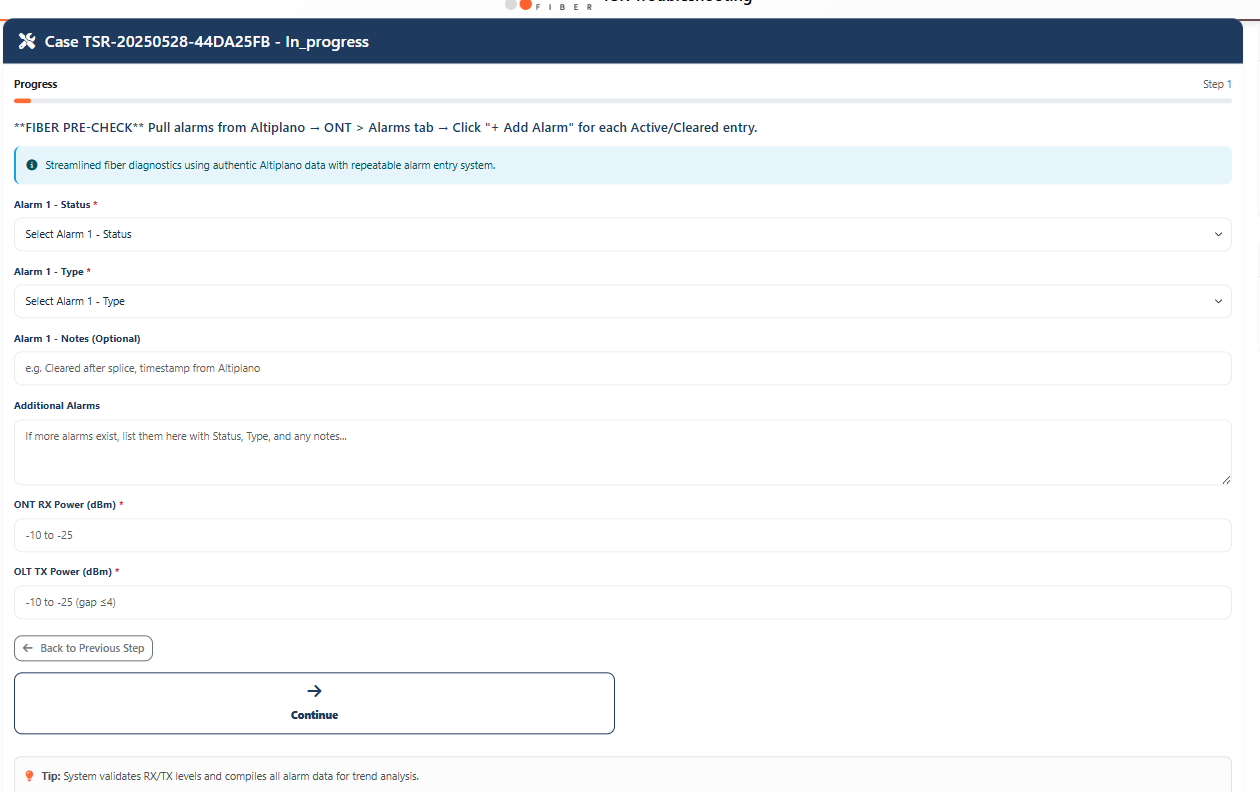 FIBER
Case TSR-20250528-44DA25FB - In_progress
Progress
Step 1
**FIBER PRE-CHECK** Pull alarms from Altiplano → ONT > Alarms tab → Click "+ Add Alarm" for each Active/Cleared entry.
Streamlined fiber diagnostics using authentic Altiplano data with repeatable alarm entry system.
Alarm 1 - Status *
Select Alarm 1 - Status
Alarm 1 - Type *
Select Alarm 1 - Type
Alarm 1 - Notes (Optional)
e.g. Cleared after splice, timestamp from Altiplano
Additional Alarms
If more alarms exist, list them here with Status, Type, and any notes...
ONT RX Power (dBm) *
-10 to -25
OLT TX Power (dBm) *
-10 to -25 (gap ≤4)
← Back to Previous Step
→
Continue
Tip: System validates RX/TX levels and compiles all alarm data for trend analysis.